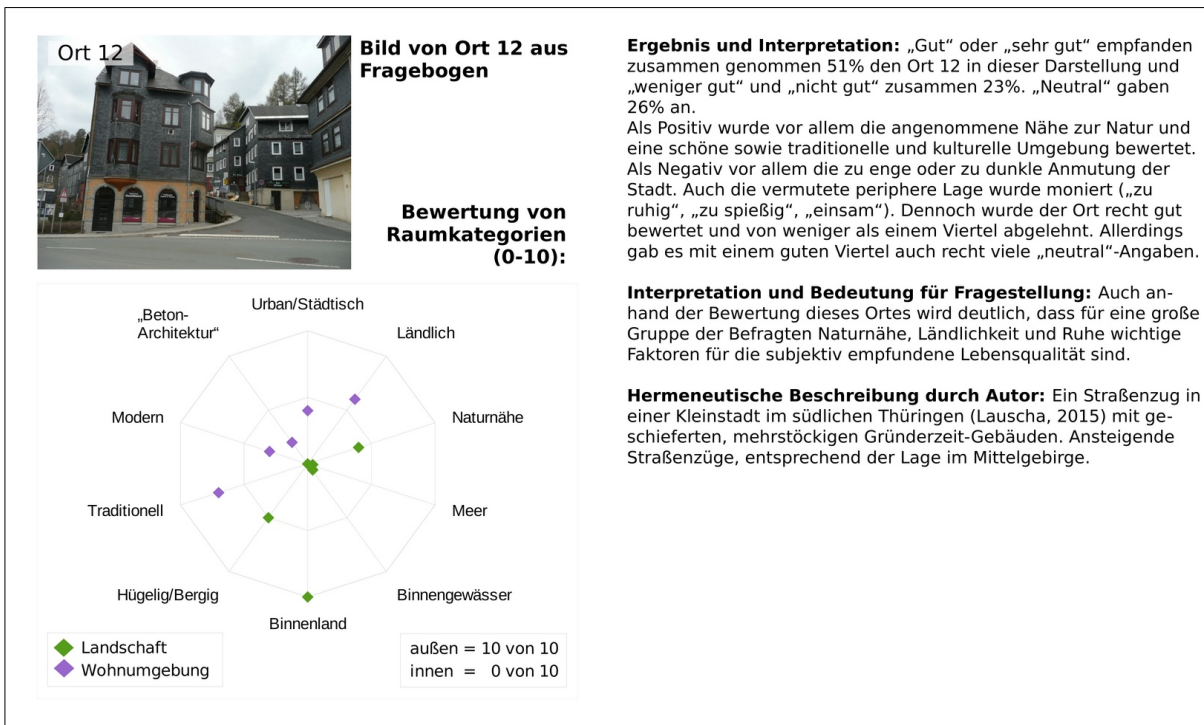 Ort 12
Bild von Ort 12 aus
Fragebogen
Bewertung von
Raumkategorien
(0-10):
Urban/Städtisch
„Beton-
Architektur“
Ländlich
Modern
Naturnähe
Traditionell
Meer
Hügelig/Bergig
Binnengewässer
Binnenland
Landschaft
Wohnumgebung
außen = 10 von 10
innen = 0 von 10
Ergebnis und Interpretation: „Gut“ oder „sehr gut“ empfanden
zusammen genommen 51% den Ort 12 in dieser Darstellung und
„weniger gut“ und „nicht gut“ zusammen 23%. „Neutral“ gaben
26% an.
Als Positiv wurde vor allem die angenommene Nähe zur Natur und
eine schöne sowie traditionelle und kulturelle Umgebung bewertet.
Als Negativ vor allem die zu enge oder zu dunkle Anmutung der
Stadt. Auch die vermutete periphere Lage wurde moniert („zu
ruhig“, „zu spießig“, „einsam“). Dennoch wurde der Ort recht gut
bewertet und von weniger als einem Viertel abgelehnt. Allerdings
gab es mit einem guten Viertel auch recht viele „neutral“-Angaben.
Interpretation und Bedeutung für Fragestellung: Auch an-
hand der Bewertung dieses Ortes wird deutlich, dass für eine große
Gruppe der Befragten Naturnähe, Ländlichkeit und Ruhe wichtige
Faktoren für die subjektiv empfundene Lebensqualität sind.
Hermeneutische Beschreibung durch Autor: Ein Straßenzug in
einer Kleinstadt im südlichen Thüringen (Lauscha, 2015) mit ge-
schieferten, mehrstöckigen Gründerzeit-Gebäuden. Ansteigende
Straßenzüge, entsprechend der Lage im Mittelgebirge.